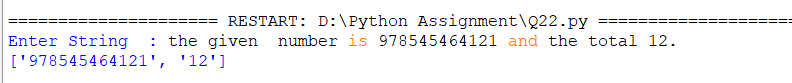 ==================== RESTART: D:\Python Assignment\Q22.py ====================
Enter String  : the given  number is 978545464121 and the total 12.
['978545464121', '12']